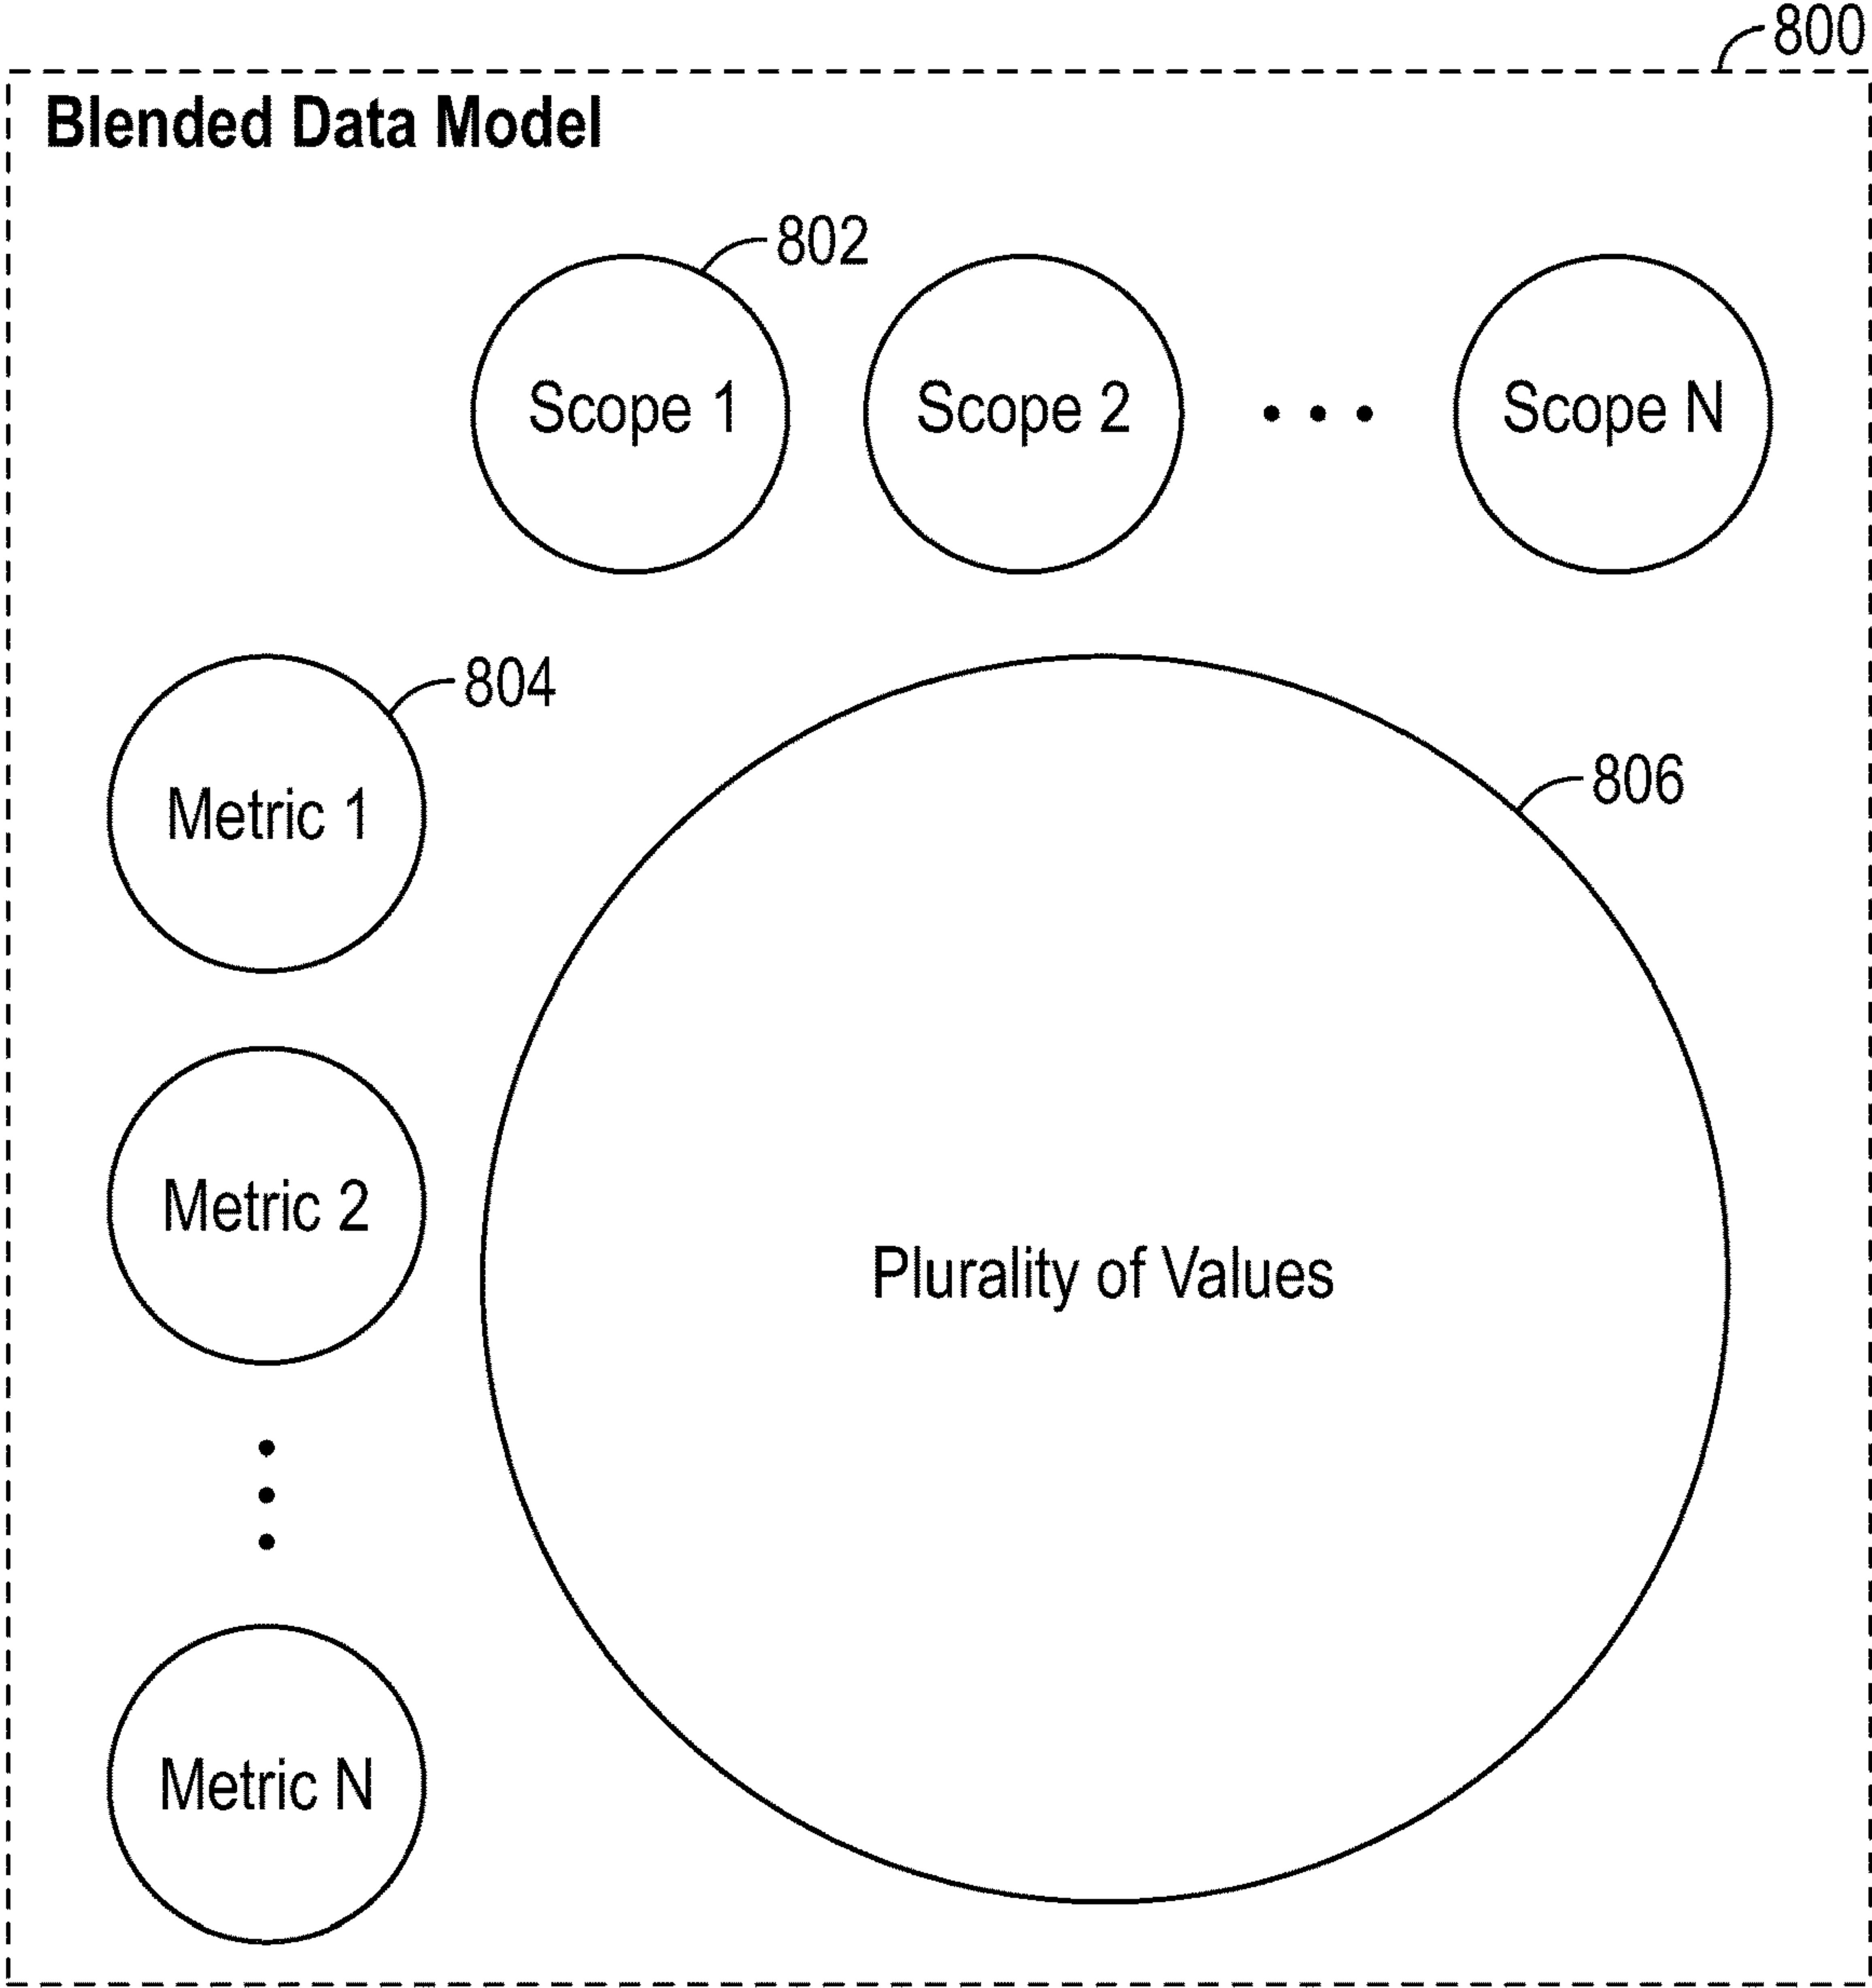 800
Blended Data Model
802
Scope 1
Scope 2
Scope N
804
Metric 1
806
Metric 2
Plurality of Values
Metric N